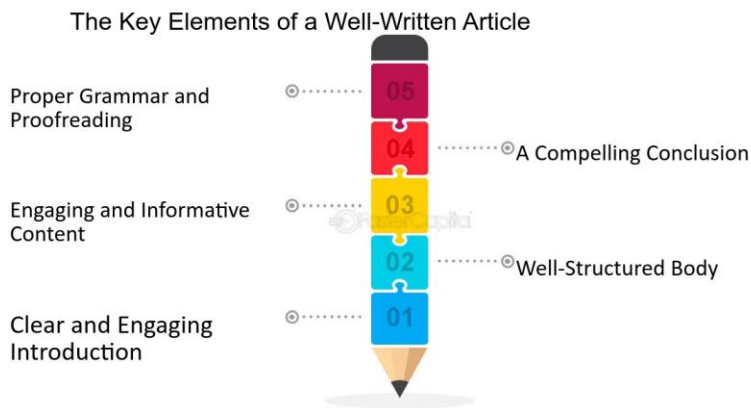 The Key Elements of a Well-Written Article
05
Proper Grammar and
Proofreading
04
A Compelling Conclusion
03
Engaging and Informative
Content
FasterCapital
02
Well-Structured Body
01
Clear and Engaging
Introduction